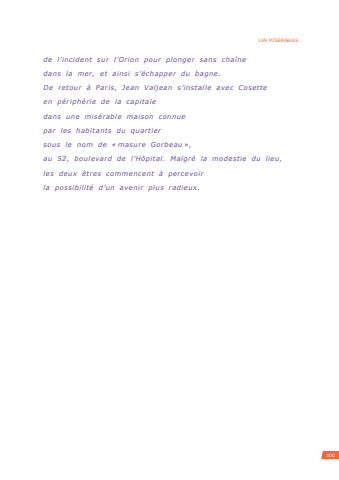 LES MISÉRABLES
de l'incident sur l'Orion pour plonger sans chaîne
dans la mer, et ainsi s'échapper du bagne.
De retour à Paris, Jean Valjean s'installe avec Cosette
en périphérie de la capitale
dans une misérable maison connue
par les habitants du quartier
sous le nom de « masure Gorbeau »,
au 52, boulevard de l'Hôpital. Malgré la modestie du lieu,
les deux êtres commencent à percevoir
la possibilité d'un avenir plus radieux.